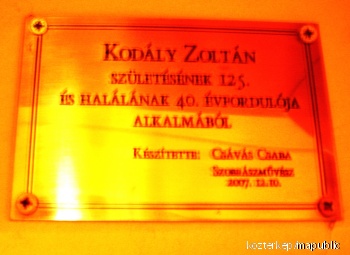 KODÁLY ZOLTÁN
SZÜLETÉSÉNEK 125.
ÉS HALÁLÁNAK 40. ÉVFORDULÓJA
ALKALMÁBÓL
KÉSZÍTETTE: CSÁVÁS CSABA
SZOBRÁSZMŰVÉSZ
2007. 12.10.
kozterkep.mapublic